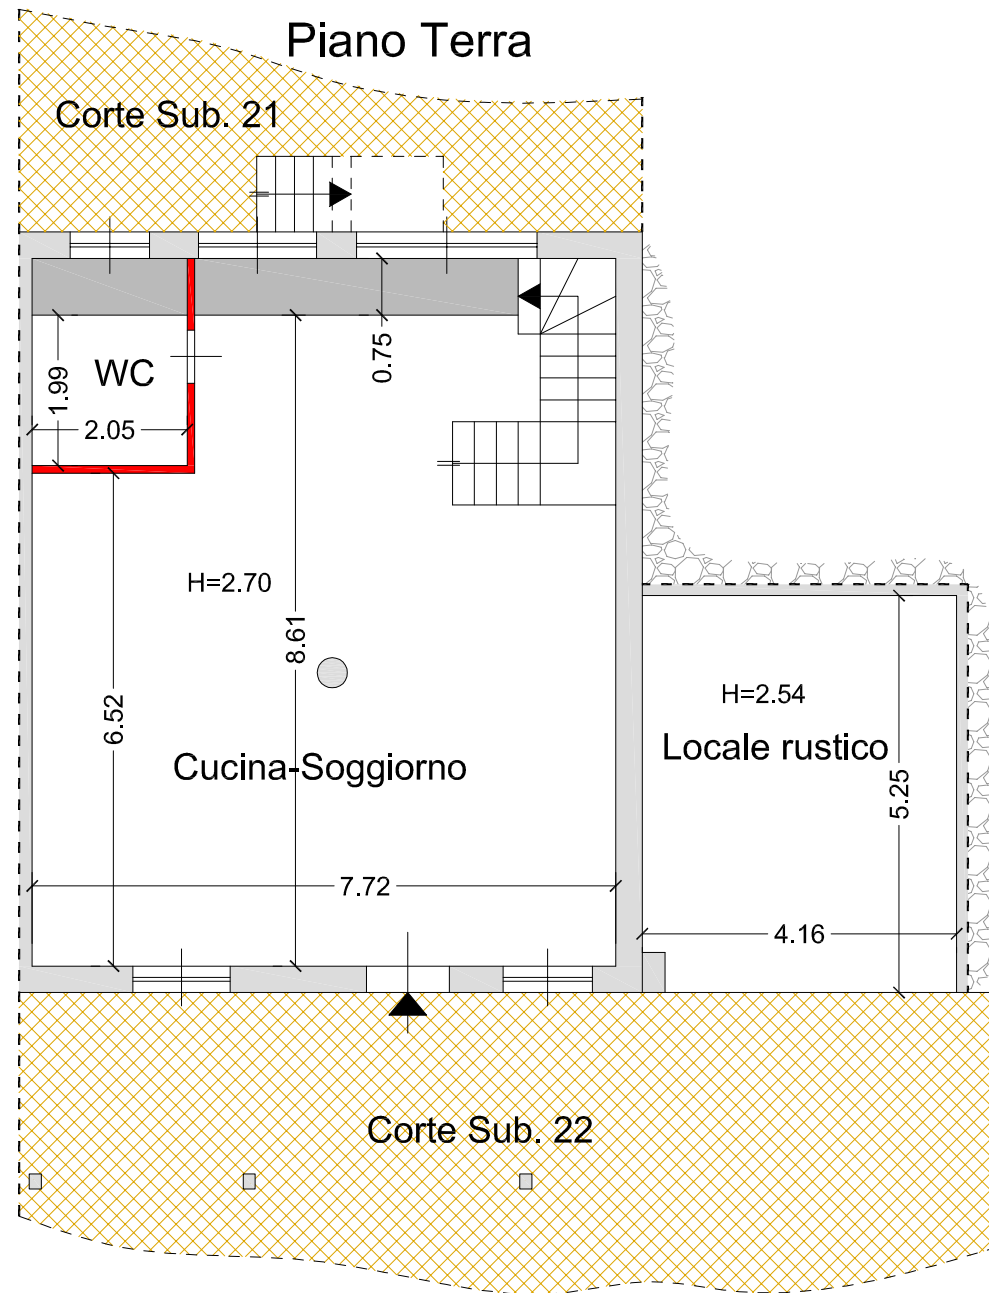 Piano Terra
Corte Sub. 21
0.75
WC
1.99
2.05
H=2.70
8.61
6.52
H=2.54
Locale rustico
Cucina-Soggiorno
5.25
7.72
4.16
Corte Sub. 22